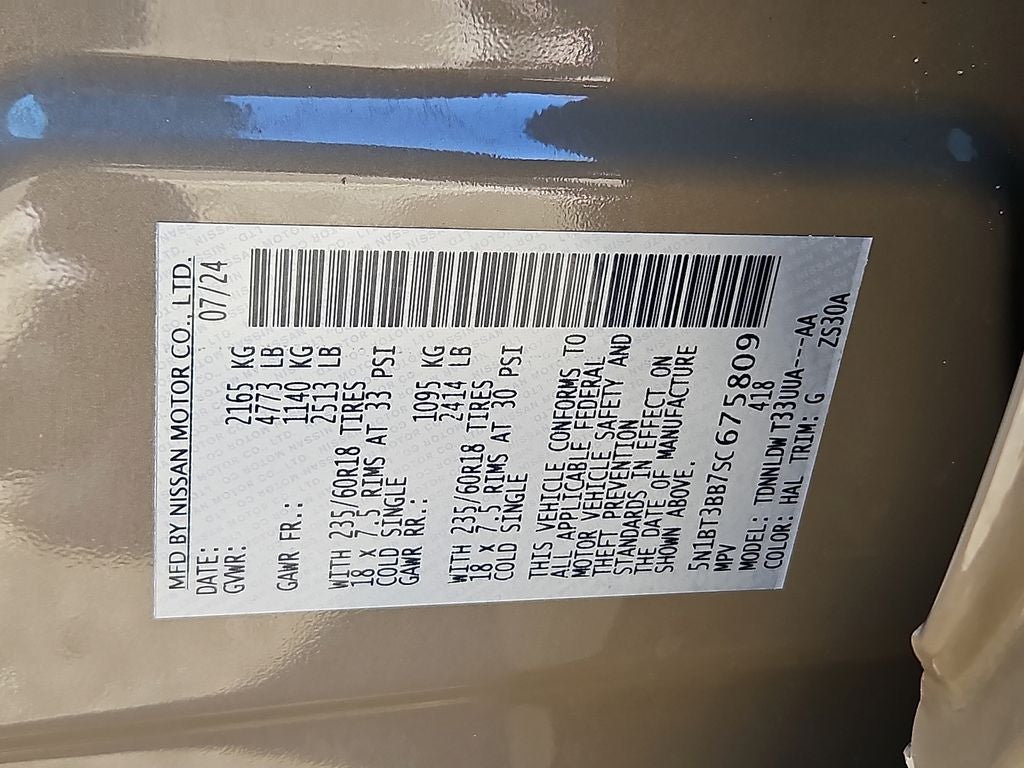 MFD BY NISSAN MOTOR CO., LTD.
DATE: 07/24
GVWR: 2165 KG
4773 LB
GAWR FR.: 1140 KG
2513 LB
WITH 235/60R18 TIRES
18 X 7.5 RIMS AT 33 PSI
COLD SINGLE
GAWR RR.: 1095 KG
2414 LB
WITH 235/60R18 TIRES
18 X 7.5 RIMS AT 30 PSI
COLD SINGLE
THIS VEHICLE CONFORMS TO
ALL APPLICABLE FEDERAL
MOTOR VEHICLE SAFETY AND
THEFT PREVENTION
STANDARDS IN EFFECT ON
THE DATE OF MANUFACTURE
SHOWN ABOVE.
5N1BT3BB7SC675809
MPV 418
MODEL: TDNNLDWT33UUA---AA
COLOR: HAL TRIM: G ZS30A